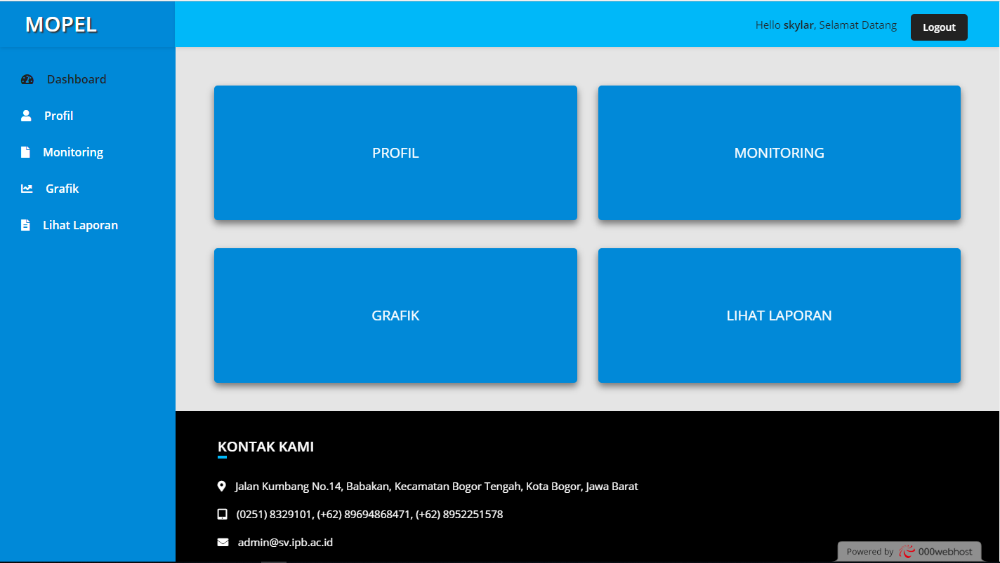 MOPEL
Hello skylar, Selamat Datang
Logout
Dashboard
Profil
Monitoring
Grafik
Lihat Laporan
PROFIL
MONITORING
GRAFIK
LIHAT LAPORAN
KONTAK KAMI
Jalan Kumbang No.14, Babakan, Kecamatan Bogor Tengah, Kota Bogor, Jawa Barat
(0251) 8329101, (+62) 89694868471, (+62) 8952251578
admin@sv.ipb.ac.id
Powered by 000webhost